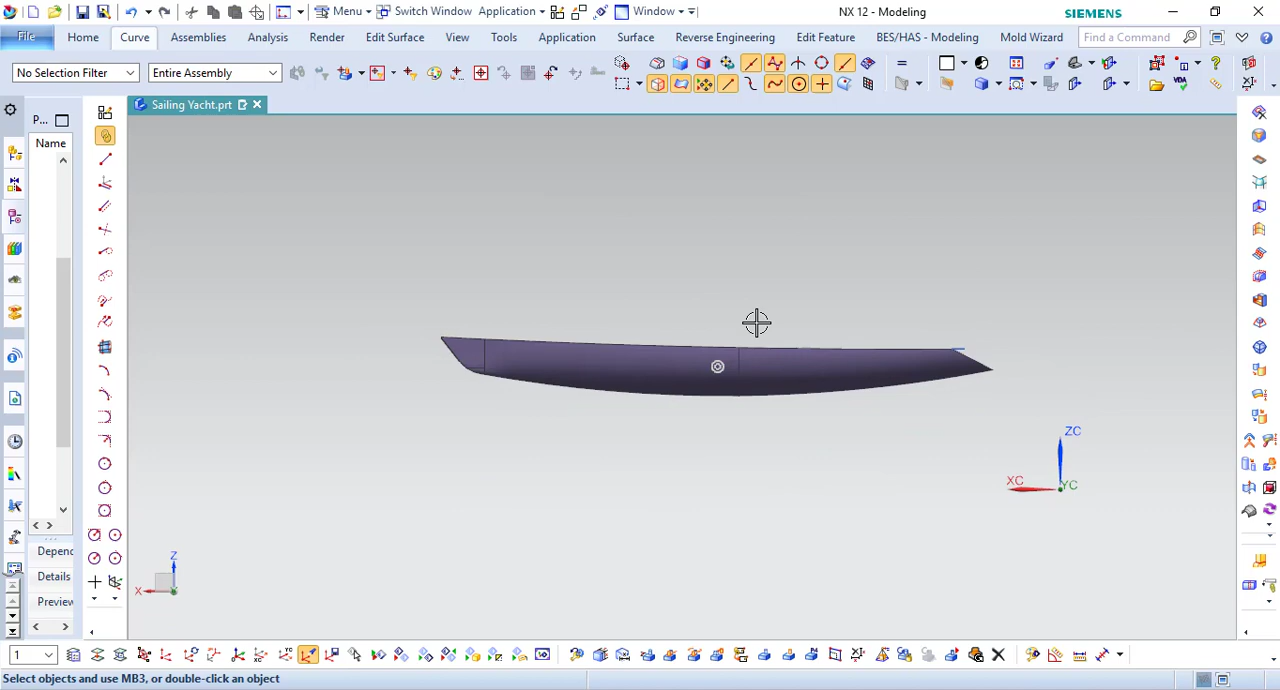 Menu
Switch Window
Application
Window
NX 12 - Modeling
SIEMENS
File
Home
Curve
Assemblies
Analysis
Render
Edit Surface
View
Tools
Application
Surface
Reverse Engineering
Edit Feature
BES/HAS - Modeling
Mold Wizard
Find a Command
No Selection Filter
Entire Assembly
Sailing Yacht.prt
P...
Name
Depend
Details
Preview
ZC
XC
YC
Z
X
1
Select objects and use MB3, or double-click an object